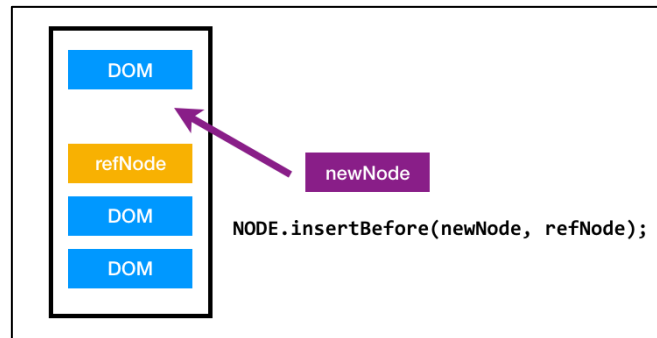 DOM
refNode
newNode
DOM
NODE.insertBefore(newNode, refNode);
DOM